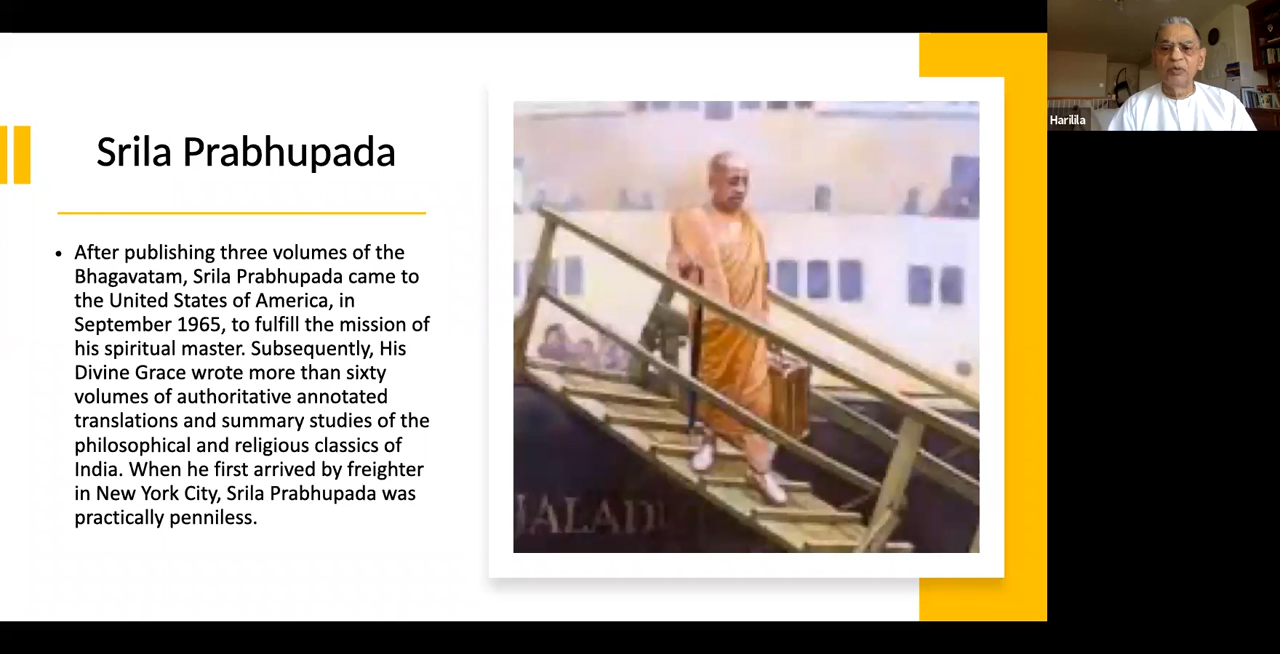 Srila Prabhupada
• After publishing three volumes of the
Bhagavatam, Srila Prabhupada came to
the United States of America, in
September 1965, to fulfill the mission of
his spiritual master. Subsequently, His
Divine Grace wrote more than sixty
volumes of authoritative annotated
translations and summary studies of the
philosophical and religious classics of
India. When he first arrived by freighter
in New York City, Srila Prabhupada was
practically penniless.
JALADU
Harilila